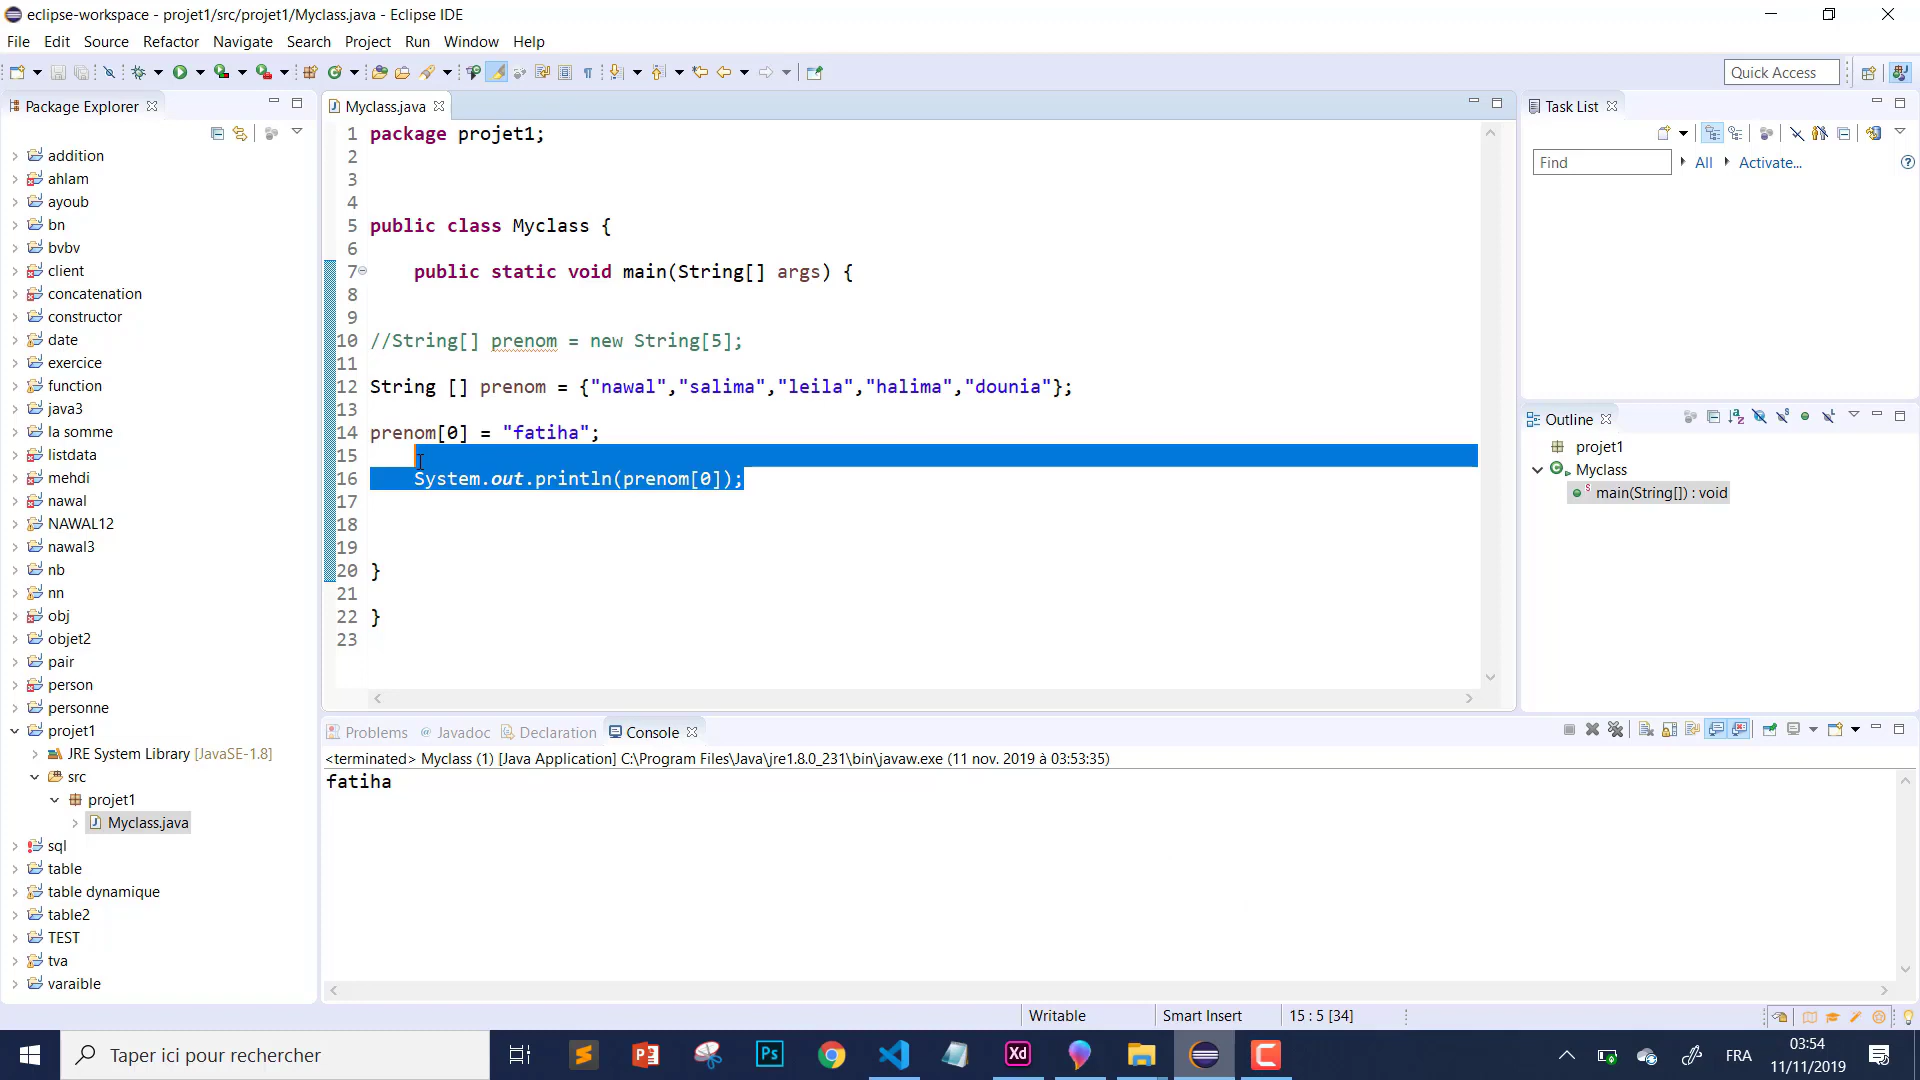 eclipse-workspace - projet1/src/projet1/Myclass.java - Eclipse IDE
File Edit Source Refactor Navigate Search Project Run Window Help
Quick Access
Package Explorer
addition
ahlam
ayoub
bn
bvbv
client
concatenation
constructor
date
exercice
function
java3
la somme
listdata
mehdi
nawal
NAWAL12
nawal3
nb
nn
obj
objet2
pair
person
personne
projet1
JRE System Library [JavaSE-1.8]
src
projet1
Myclass.java
sql
table
table dynamique
table2
TEST
tva
varaible
Myclass.java
1 package projet1;
2
3
4
5 public class Myclass {
6
7 public static void main(String[] args) {
8
9
10 //String[] prenom = new String[5];
11
12 String [] prenom = {"nawal","salima","leila","halima","dounia"};
13
14 prenom[0] = "fatiha";
15
16 System.out.println(prenom[0]);
17
18
19
20 }
21
22 }
23
Task List
Find All Activate...
Outline
projet1
Myclass
main(String[]) : void
Problems Javadoc Declaration Console
<terminated> Myclass (1) [Java Application] C:\Program Files\Java\jre1.8.0_231\bin\javaw.exe (11 nov. 2019 à 03:53:35)
fatiha
Writable Smart Insert 15 : 5 [34]
Taper ici pour rechercher
Ps
Xd
FRA
03:54
11/11/2019